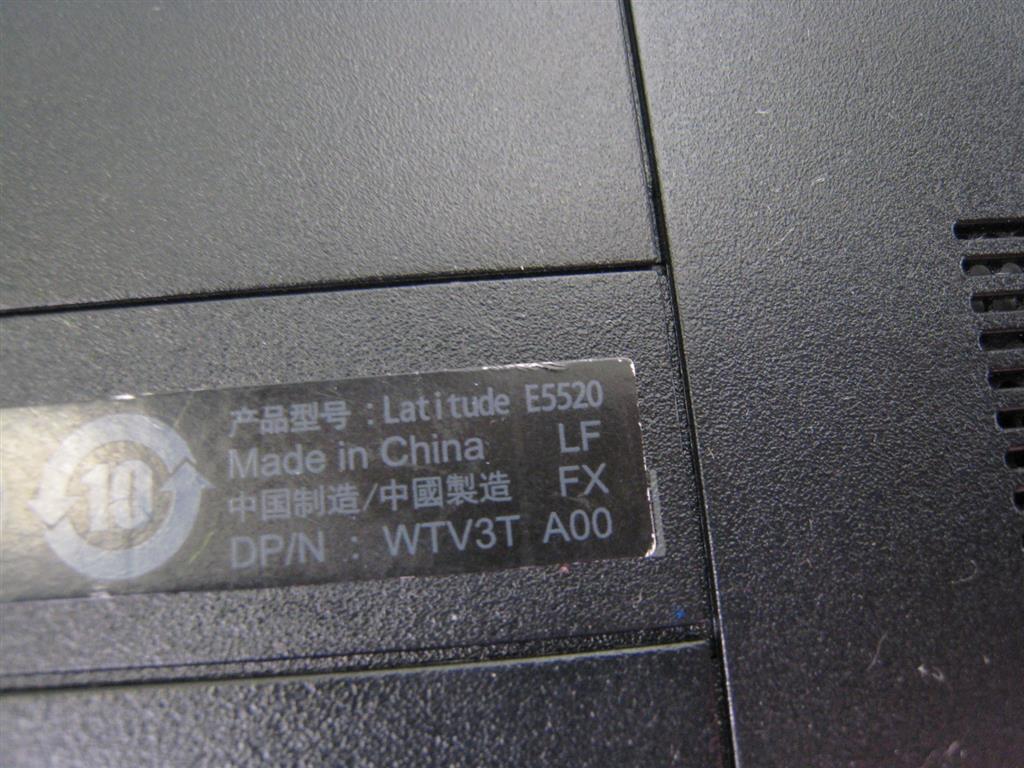 10
产品型号 : Latitude E5520
Made in China LF
中国制造/中國製造 FX
DP/N : WTV3T A00